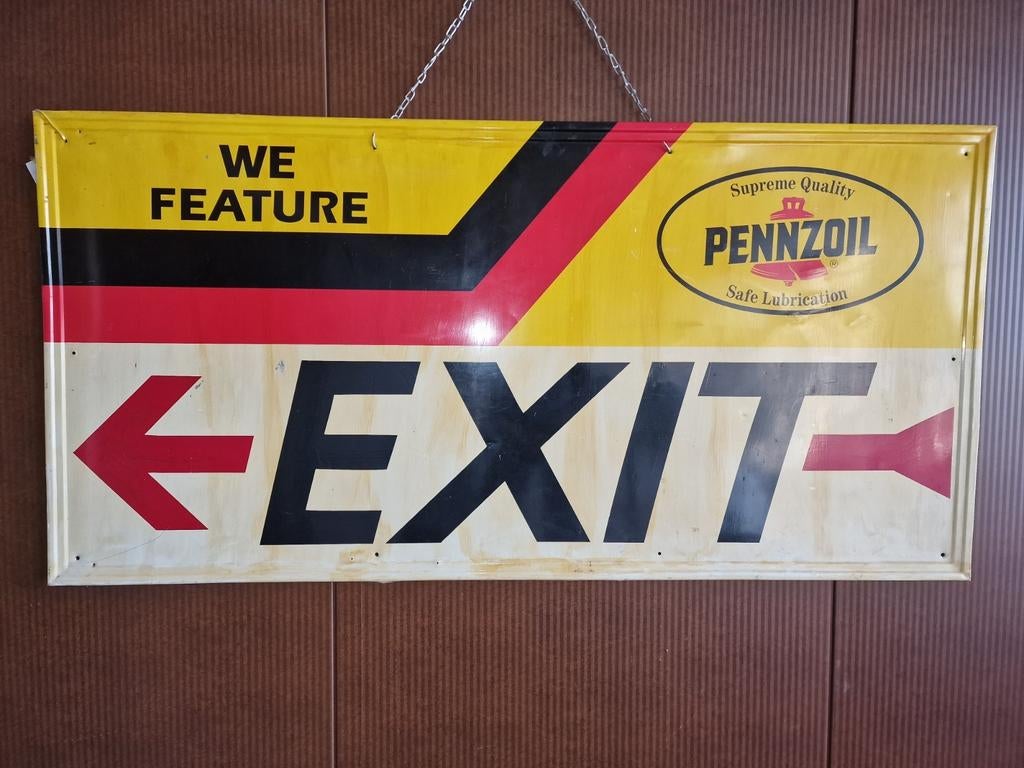 WE
FEATURE
Supreme Quality
PENNZOIL
®
Safe Lubrication
EXIT